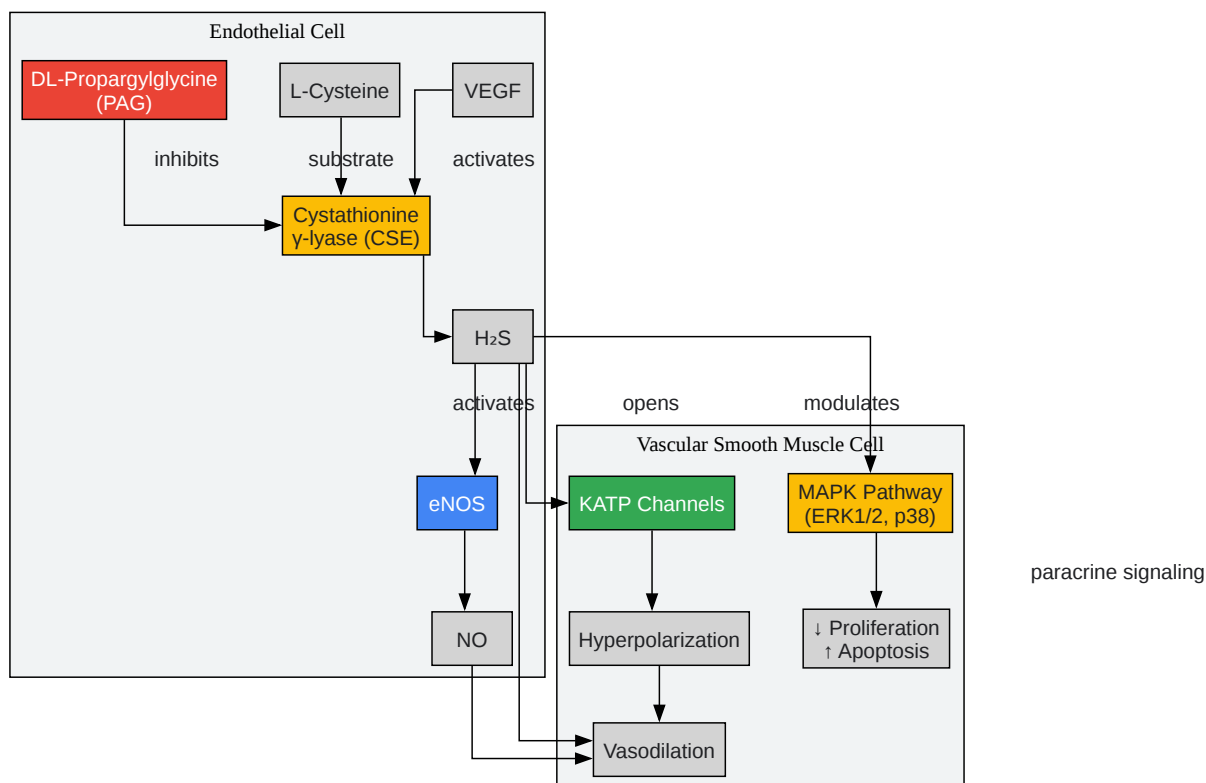 Endothelial Cell
DL-Propargylglycine
(PAG)
L-Cysteine
VEGF
inhibits
substrate
activates
Cystathionine
γ-lyase (CSE)
H₂S
activates
opens
modulates
Vascular Smooth Muscle Cell
eNOS
KATP Channels
MAPK Pathway
(ERK1/2, p38)
paracrine signaling
NO
Hyperpolarization
↓ Proliferation
↑ Apoptosis
Vasodilation